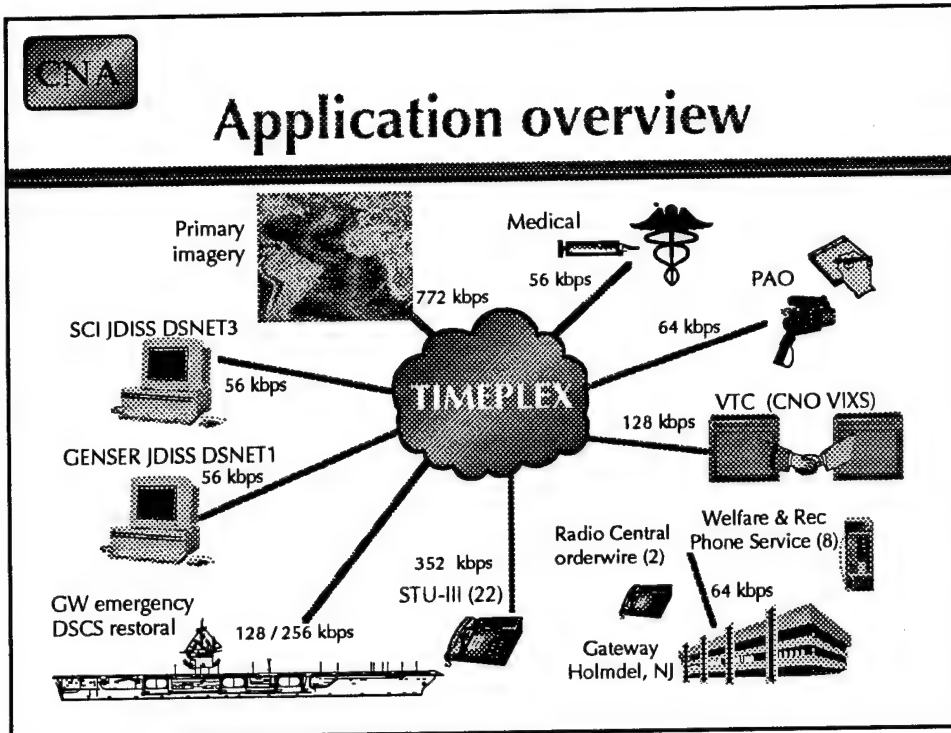 CNA
Application overview
Primary
imagery
772 kbps
Medical
56 kbps
PAO
64 kbps
SCI JDISS DSNET3
56 kbps
TIMEPLEX
VTC (CNO VIXS)
128 kbps
GENSER JDISS DSNET1
56 kbps
352 kbps
STU-III (22)
Radio Central
orderwire (2)
Welfare & Rec
Phone Service (8)
64 kbps
GW emergency
DSCS restoral
128 / 256 kbps
Gateway
Holmdel, NJ